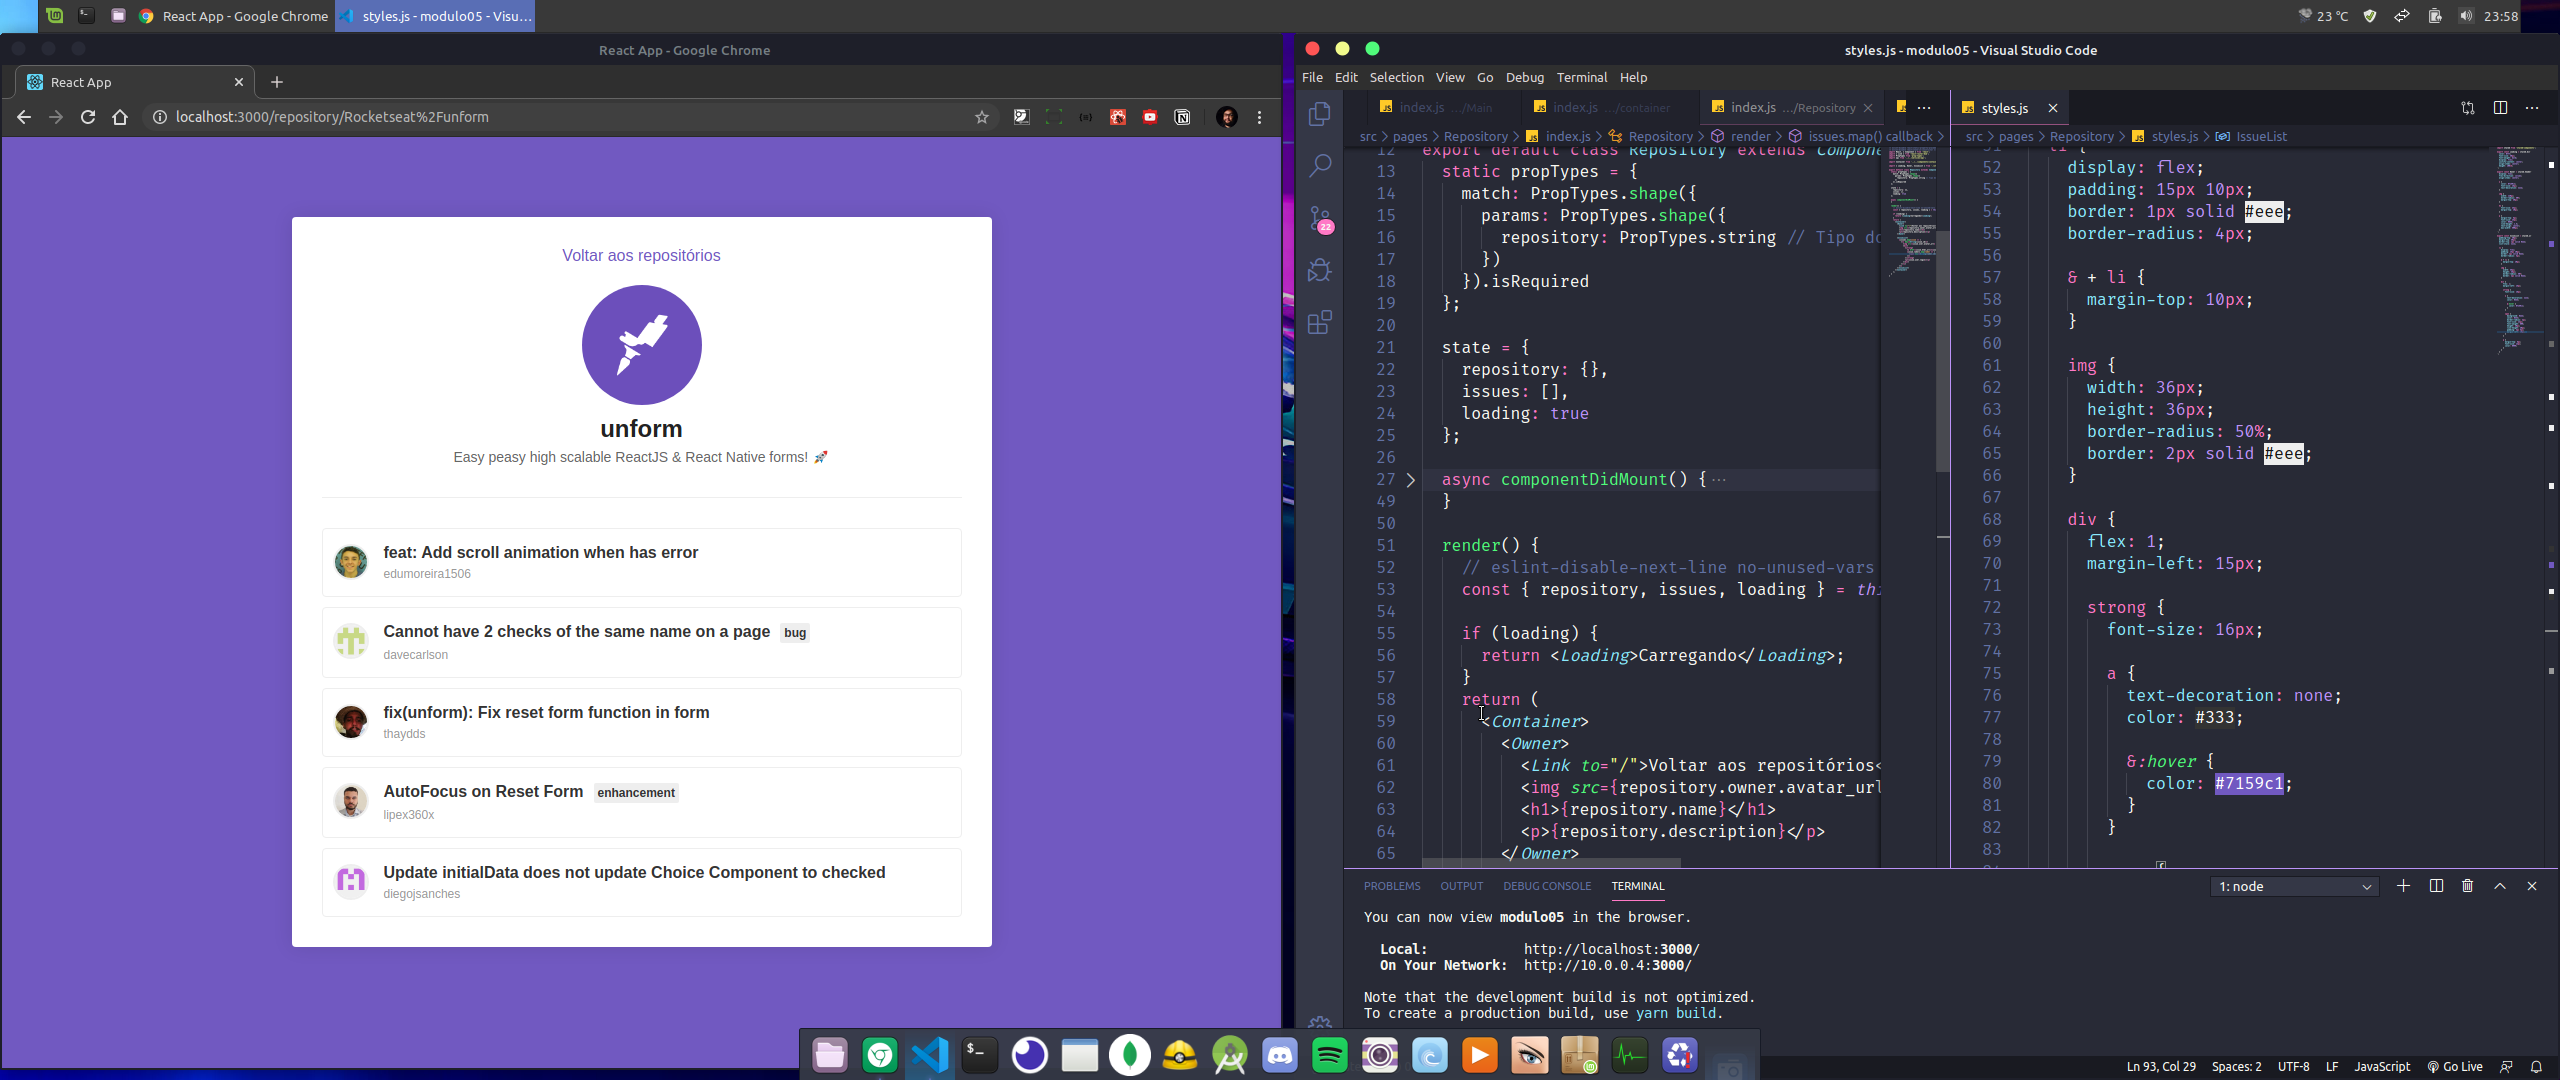 React App - Google Chrome
styles.js - modulo05 - Visu...
23 °C
23:58
React App - Google Chrome
React App
localhost:3000/repository/Rocketseat%2Funform
Voltar aos repositórios
unform
Easy peasy high scalable ReactJS & React Native forms! 🚀
feat: Add scroll animation when has error
edumoreira1506
Cannot have 2 checks of the same name on a page bug
davecarlson
fix(unform): Fix reset form function in form
thaydds
AutoFocus on Reset Form enhancement
lipex360x
Update initialData does not update Choice Component to checked
diegojsanches
styles.js - modulo05 - Visual Studio Code
File Edit Selection View Go Debug Terminal Help
index.js .../Main
index.js .../container
index.js .../Repository
styles.js
src > pages > Repository > index.js > Repository > render > issues.map() callback >
src > pages > Repository > styles.js > IssueList
22
12 export default class Repository extends Compone
13 static propTypes = {
14 match: PropTypes.shape({
15 params: PropTypes.shape({
16 repository: PropTypes.string // Tipo do
17 })
18 }).isRequired
19 };
20
21 state = {
22 repository: {},
23 issues: [],
24 loading: true
25 };
26
27 async componentDidMount() { ...
49 }
50
51 render() {
52 // eslint-disable-next-line no-unused-vars
53 const { repository, issues, loading } = thi
54
55 if (loading) {
56 return <Loading>Carregando</Loading>;
57 }
58 return (
59 <Container>
60 <Owner>
61 <Link to="/">Voltar aos repositórios<
62 <img src={repository.owner.avatar_url
63 <h1>{repository.name}</h1>
64 <p>{repository.description}</p>
65 </Owner>
51 li {
52 display: flex;
53 padding: 15px 10px;
54 border: 1px solid #eee;
55 border-radius: 4px;
56
57 & + li {
58 margin-top: 10px;
59 }
60
61 img {
62 width: 36px;
63 height: 36px;
64 border-radius: 50%;
65 border: 2px solid #eee;
66 }
67
68 div {
69 flex: 1;
70 margin-left: 15px;
71
72 strong {
73 font-size: 16px;
74
75 a {
76 text-decoration: none;
77 color: #333;
78
79 &:hover {
80 color: #7159c1;
81 }
82 }
83
PROBLEMS OUTPUT DEBUG CONSOLE TERMINAL
1: node
You can now view modulo05 in the browser.
Local: http://localhost:3000/
On Your Network: http://10.0.0.4:3000/
Note that the development build is not optimized.
To create a production build, use yarn build.
Ln 93, Col 29 Spaces: 2 UTF-8 LF JavaScript Go Live